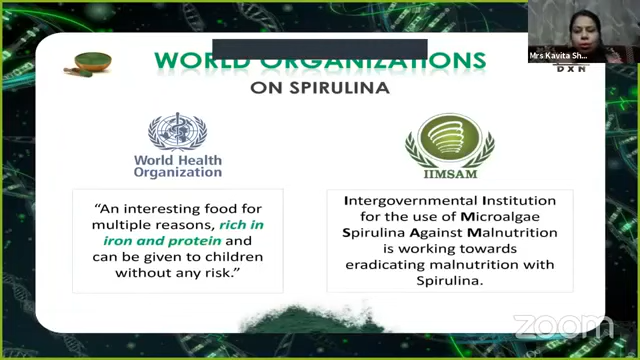 WORLD ORGANIZATIONS
ON SPIRULINA
Mrs Kavita Sh...
DXN
World Health
Organization
IIMSAM
“An interesting food for
multiple reasons, rich in
iron and protein and
can be given to children
without any risk.”
Intergovernmental Institution
for the use of Microalgae
Spirulina Against Malnutrition
is working towards
eradicating malnutrition with
Spirulina.
zoom